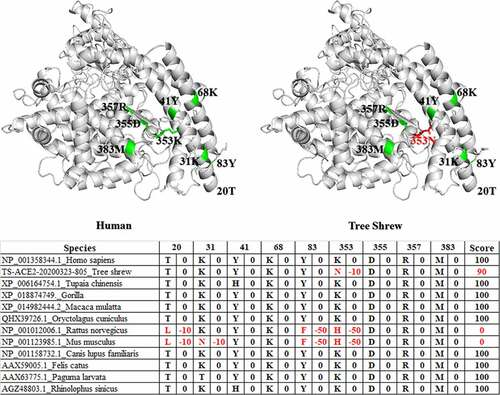 68K
357R
41Y
355D
353K
383M
31K
83Y
20T
68K
357R
41Y
355D
353N
383M
31K
83Y
20T
Human
Tree Shrew
Species 20 31 41 68 83 353 355 357 383 Score
NP_001358344.1_Homo sapiens T 0 K 0 Y 0 K 0 Y 0 K 0 D 0 R 0 M 0 100
TS-ACE2-20200323-805_Tree shrew T 0 K 0 Y 0 K 0 Y 0 N -10 D 0 R 0 M 0 90
XP_006164754.1_Tupaia chinensis T 0 K 0 H 0 K 0 Y 0 K 0 D 0 R 0 M 0 100
XP_018874749._Gorilla T 0 K 0 Y 0 K 0 Y 0 K 0 D 0 R 0 M 0 100
XP_014982444.2_Macaca mulatta T 0 K 0 Y 0 K 0 Y 0 K 0 D 0 R 0 M 0 100
QHX39726.1_Oryctolagus cuniculus T 0 K 0 Y 0 K 0 Y 0 K 0 D 0 R 0 M 0 100
NP_001012006.1_Rattus norvegicus L -10 K 0 Y 0 K 0 F -50 H -50 D 0 R 0 M 0 0
NP_001123985.1_Mus musculus L -10 N -10 Y 0 K 0 F -50 H -50 D 0 R 0 M 0 0
NP_001158732.1_Canis lupus familiaris T 0 K 0 Y 0 K 0 Y 0 K 0 D 0 R 0 M 0 100
AAX59005.1_Felis catus T 0 K 0 Y 0 K 0 Y 0 K 0 D 0 R 0 M 0 100
AAX63775.1_Paguma larvata T 0 T 0 Y 0 K 0 Y 0 K 0 D 0 R 0 M 0 100
AGZ48803.1_Rhinolophus sinicus T 0 K 0 H 0 K 0 Y 0 K 0 D 0 R 0 M 0 100